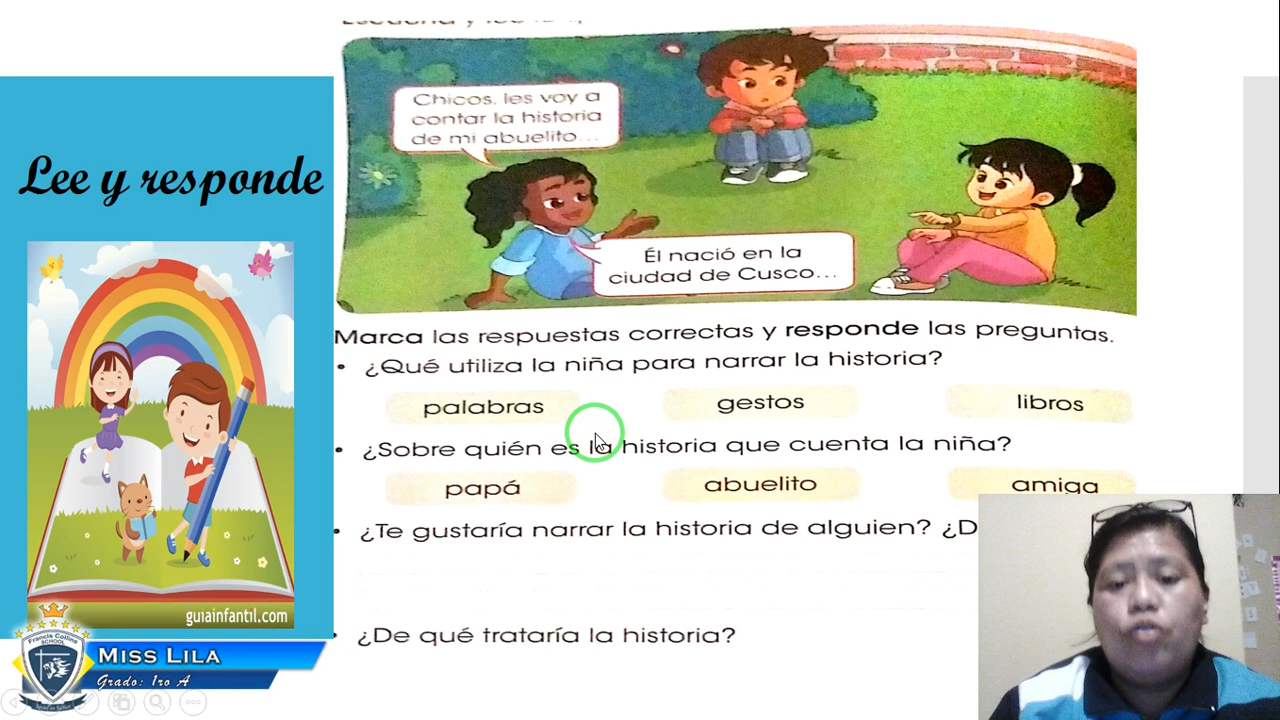 Lee y responde
Chicos, les voy a
contar la historia
de mi abuelito...
Él nació en la
ciudad de Cusco...
Marca las respuestas correctas y responde las preguntas.
• ¿Qué utiliza la niña para narrar la historia?
palabras gestos libros
• ¿Sobre quién es la historia que cuenta la niña?
papá abuelito amiga
• ¿Te gustaría narrar la historia de alguien? ¿D
• ¿De qué trataría la historia?
guiainfantil.com
Francis Collins
SCHOOL
MISS LILA
Grado: 1ro A